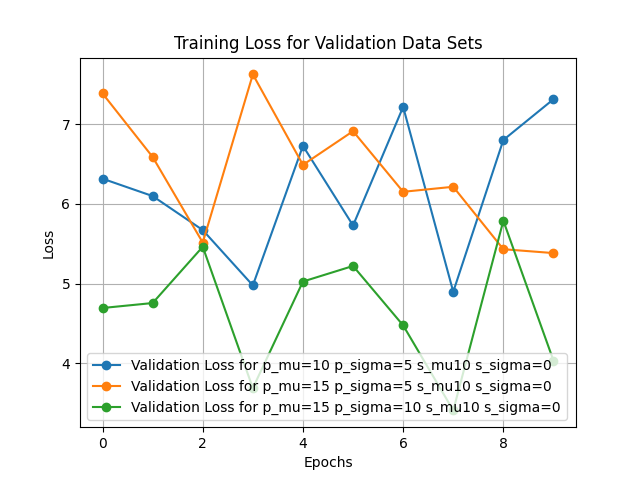 Training Loss for Validation Data Sets
7
6
5
4
Loss
Validation Loss for p_mu=10 p_sigma=5 s_mu10 s_sigma=0
Validation Loss for p_mu=15 p_sigma=5 s_mu10 s_sigma=0
Validation Loss for p_mu=15 p_sigma=10 s_mu10 s_sigma=0
0 2 4 6 8
Epochs